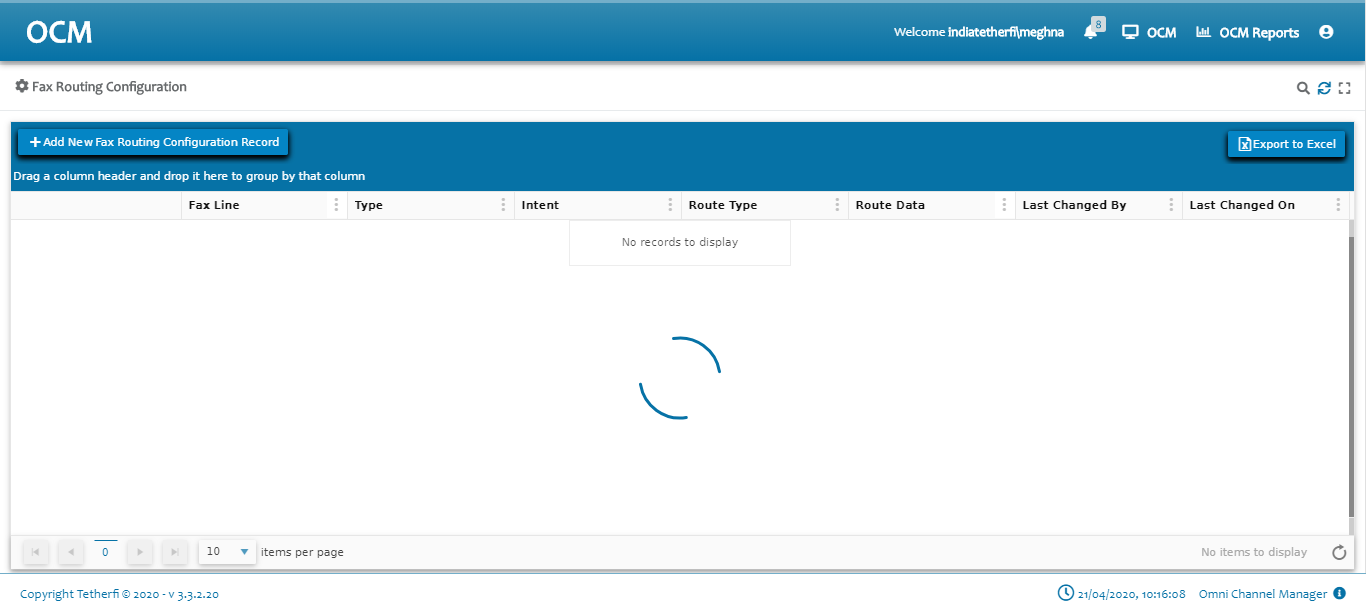 OCM
Welcome indiatetherfi\meghna 8 OCM OCM Reports
Fax Routing Configuration
Add New Fax Routing Configuration Record
Export to Excel
Drag a column header and drop it here to group by that column
Fax Line Type Intent Route Type Route Data Last Changed By Last Changed On
No records to display
0 10 items per page No items to display
Copyright Tetherfi © 2020 - v 3.3.2.20 21/04/2020, 10:16:08 Omni Channel Manager